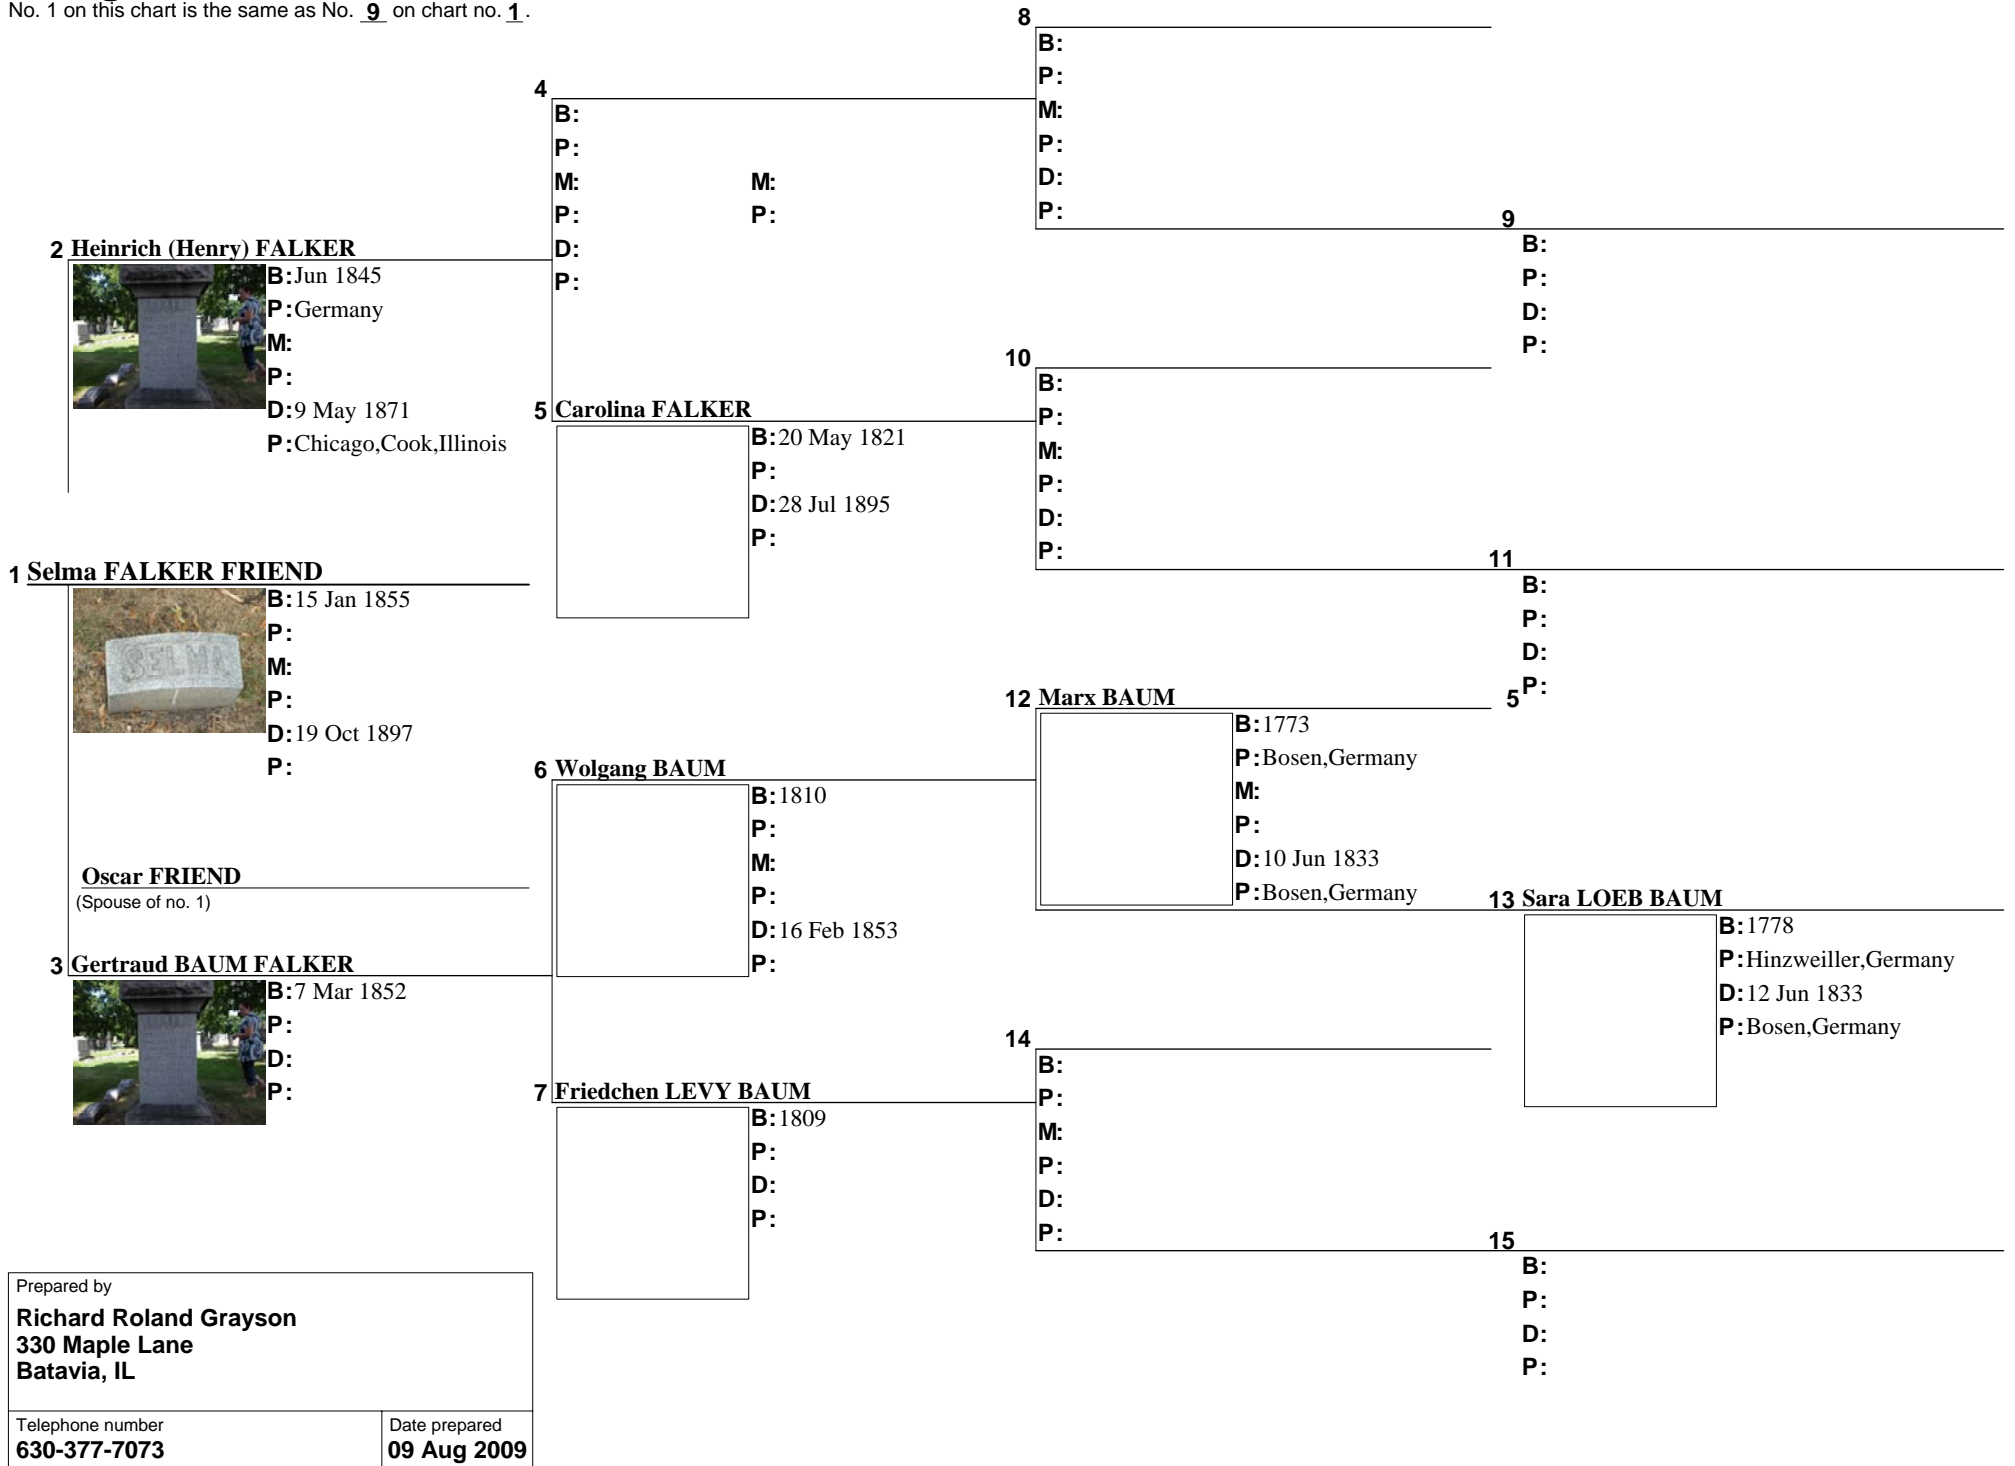 No. 1 on this chart is the same as No. 9 on chart no. 1.
2 Heinrich (Henry) FALKER
B: Jun 1845
P: Germany
M:
P:
D: 9 May 1871
P: Chicago,Cook,Illinois
1 Selma FALKER FRIEND
SELMA
B: 15 Jan 1855
P:
M:
P:
D: 19 Oct 1897
P:
Oscar FRIEND
(Spouse of no. 1)
3 Gertraud BAUM FALKER
B: 7 Mar 1852
P:
D:
P:
4
B:
P:
M:
P:
D:
P:
M:
P:
5 Carolina FALKER
B: 20 May 1821
P:
D: 28 Jul 1895
P:
6 Wolgang BAUM
B: 1810
P:
M:
P:
D: 16 Feb 1853
P:
7 Friedchen LEVY BAUM
B: 1809
P:
D:
P:
8
B:
P:
M:
P:
D:
P:
9
B:
P:
D:
P:
10
B:
P:
M:
P:
D:
P:
11
B:
P:
D:
P:
12 Marx BAUM 5
B: 1773
P: Bosen,Germany
M:
P:
D: 10 Jun 1833
P: Bosen,Germany
13 Sara LOEB BAUM
B: 1778
P: Hinzweiller,Germany
D: 12 Jun 1833
P: Bosen,Germany
14
B:
P:
M:
P:
D:
P:
15
B:
P:
D:
P:
Prepared by
Richard Roland Grayson
330 Maple Lane
Batavia, IL
Telephone number
630-377-7073
Date prepared
09 Aug 2009